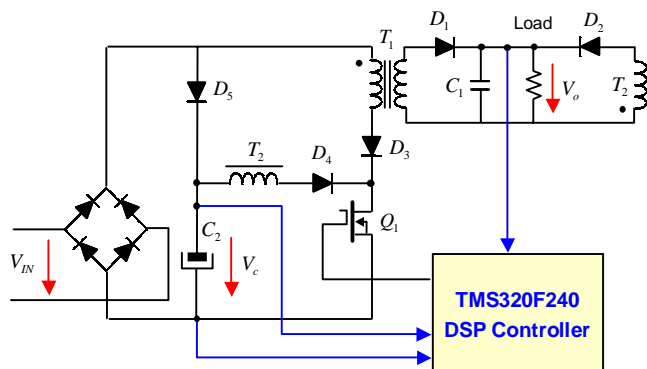 D1
Load
D2
T1
D5
C1
Vo
T2
T2
D4
D3
C2
Q1
VIN
Vc
TMS320F240
DSP Controller